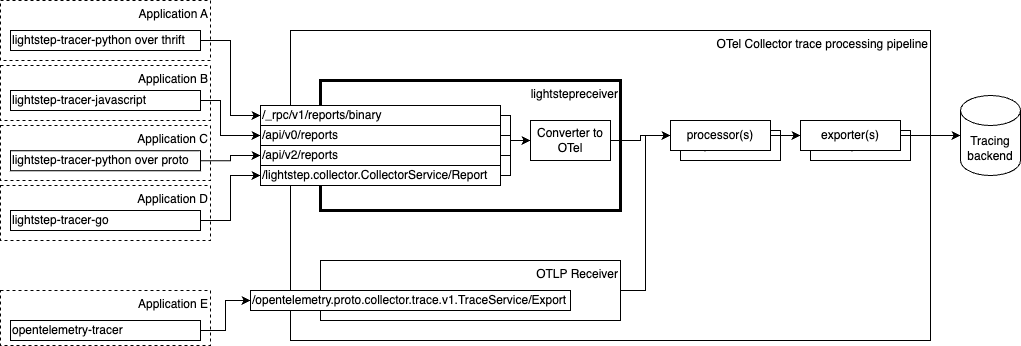 Application A
lightstep-tracer-python over thrift
Application B
lightstep-tracer-javascript
Application C
lightstep-tracer-python over proto
Application D
lightstep-tracer-go
Application E
opentelemetry-tracer
OTel Collector trace processing pipeline
lightstepreceiver
/_rpc/v1/reports/binary
/api/v0/reports
/api/v2/reports
/lightstep.collector.CollectorService/Report
Converter to
OTel
OTLP Receiver
/opentelemetry.proto.collector.trace.v1.TraceService/Export
processor(s)
exporter(s)
Tracing
backend